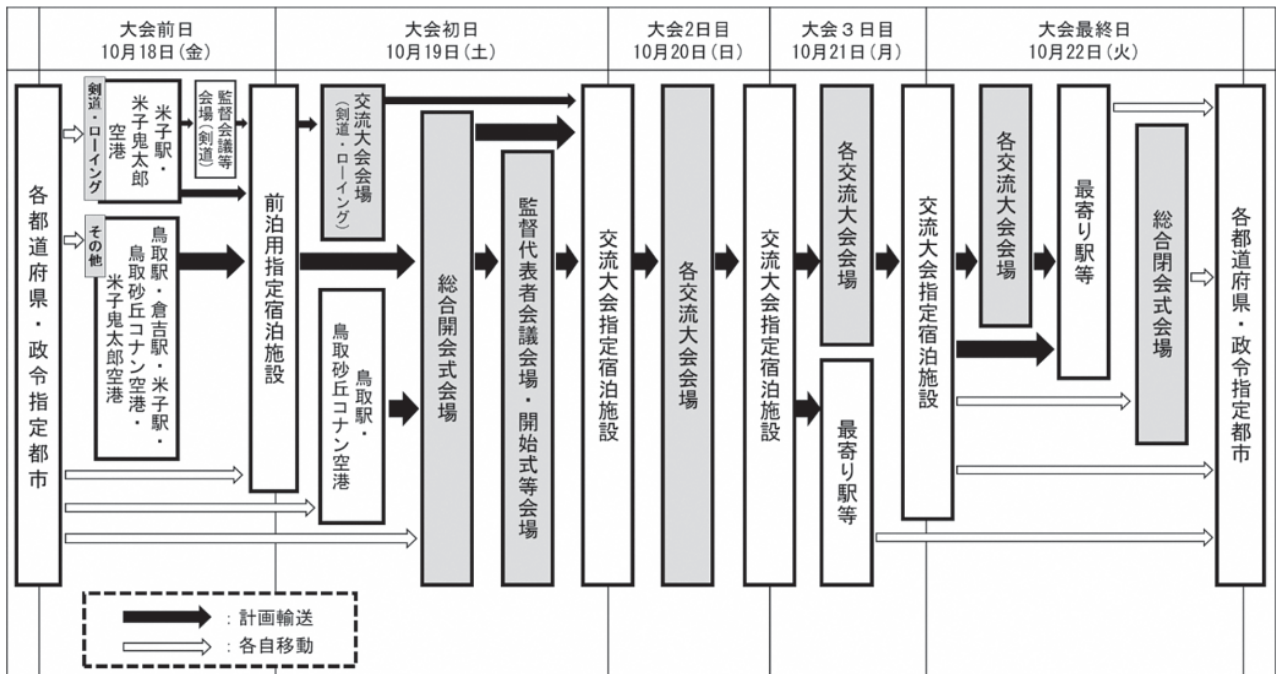 大会前日
10月18日(金)
大会初日
10月19日(土)
大会2日目
10月20日(日)
大会3日目
10月21日(月)
大会最終日
10月22日(火)
各都道府県・政令指定都市
剣道・ローイング
米子駅・
米子鬼太郎
空港
監督会議等
会場(剣道)
その他
鳥取駅・倉吉駅・米子駅・
鳥取砂丘コナン空港・
米子鬼太郎空港
前泊用指定宿泊施設
交流大会会場
(剣道・ローイング)
鳥取駅・
鳥取砂丘コナン空港
総合開会式会場
監督代表者会議会場・開始式等会場
交流大会指定宿泊施設
各交流大会会場
交流大会指定宿泊施設
各交流大会会場
最寄り駅等
交流大会指定宿泊施設
各交流大会会場
最寄り駅等
総合閉会式会場
各都道府県・政令指定都市
:計画輸送
:各自移動